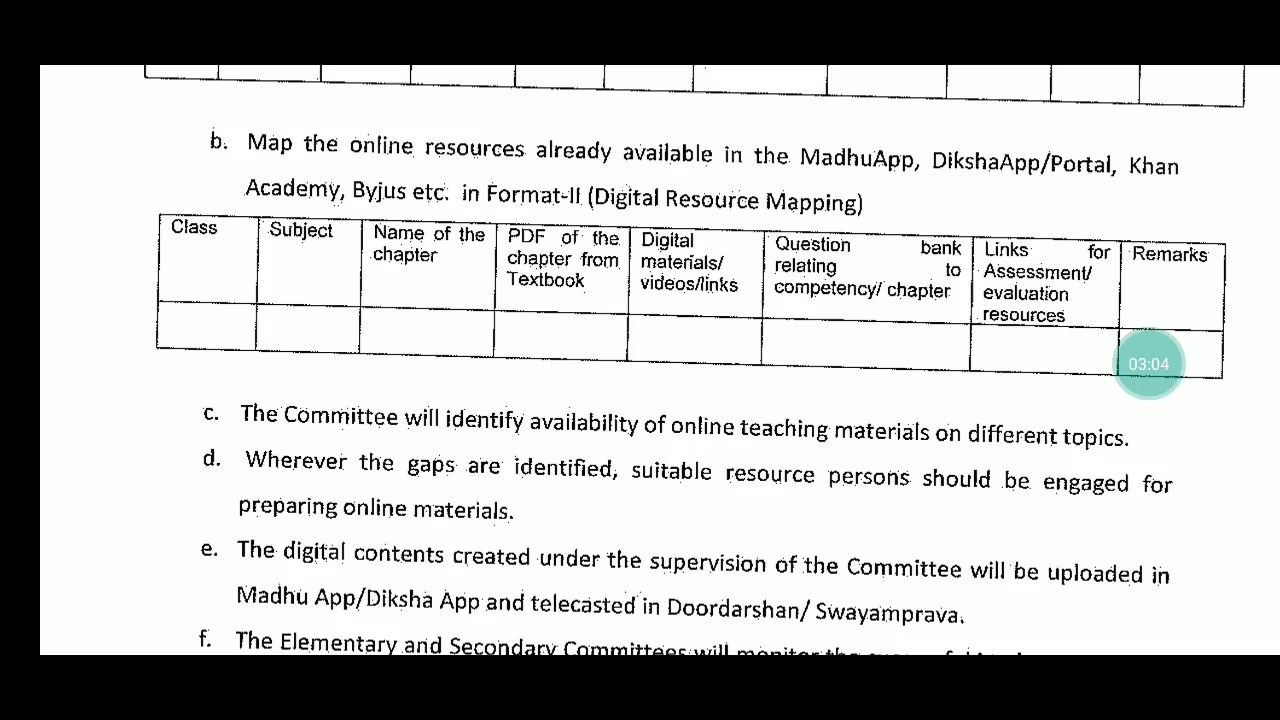 b. Map the online resources already available in the MadhuApp, DikshaApp/Portal, Khan
Academy, Byjus etc. in Format-II (Digital Resource Mapping)
Class
Subject
Name of the
chapter
PDF of the
chapter from
Textbook
Digital
materials/
videos/links
Question bank
relating to
competency/ chapter
Links for
Assessment/
evaluation
resources
Remarks
03:04
c. The Committee will identify availability of online teaching materials on different topics.
d. Wherever the gaps are identified, suitable resource persons should be engaged for
preparing online materials.
e. The digital contents created under the supervision of the Committee will be uploaded in
Madhu App/Diksha App and telecasted in Doordarshan/ Swayamprava.
f. The Elementary and Secondary Committees will monitor the